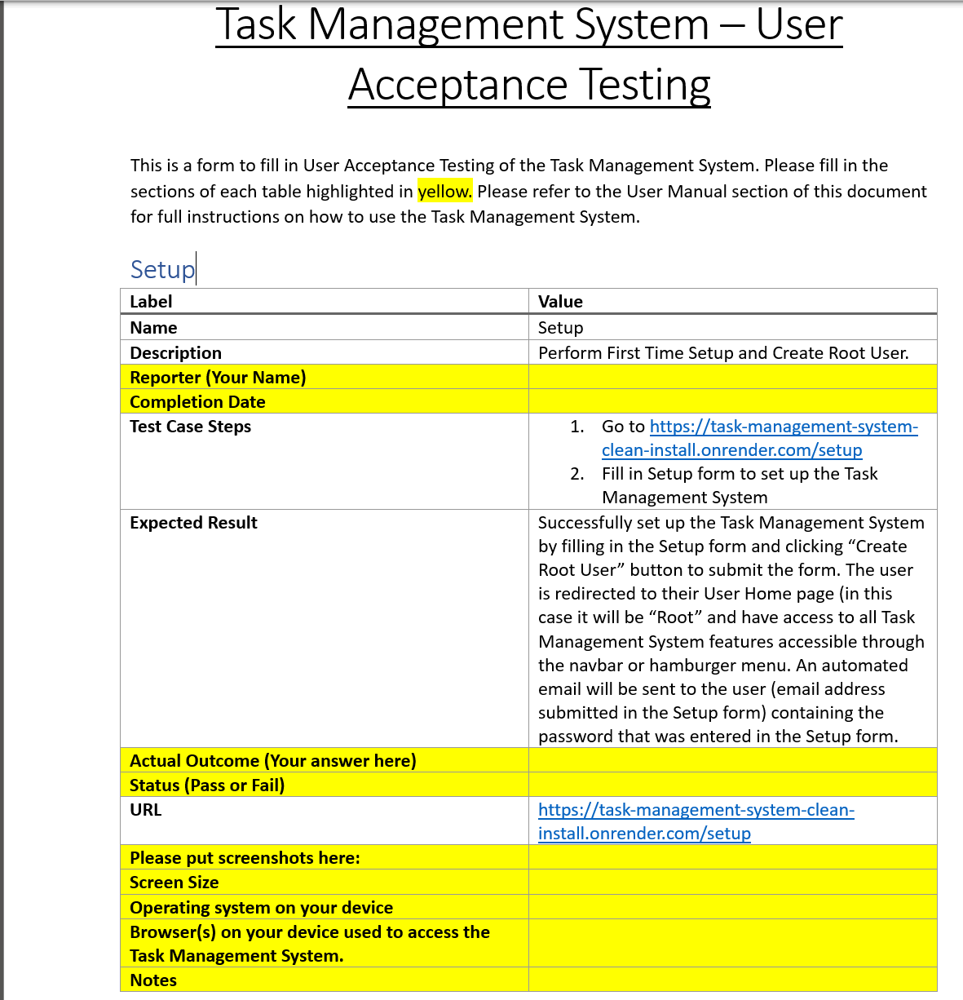 Task Management System – User
Acceptance Testing
This is a form to fill in User Acceptance Testing of the Task Management System. Please fill in the
sections of each table highlighted in yellow. Please refer to the User Manual section of this document
for full instructions on how to use the Task Management System.
Setup
Label Value
Name Setup
Description Perform First Time Setup and Create Root User.
Reporter (Your Name)
Completion Date
Test Case Steps 1. Go to https://task-management-system-
clean-install.onrender.com/setup
2. Fill in Setup form to set up the Task
Management System
Expected Result Successfully set up the Task Management System
by filling in the Setup form and clicking “Create
Root User” button to submit the form. The user
is redirected to their User Home page (in this
case it will be “Root” and have access to all Task
Management System features accessible through
the navbar or hamburger menu. An automated
email will be sent to the user (email address
submitted in the Setup form) containing the
password that was entered in the Setup form.
Actual Outcome (Your answer here)
Status (Pass or Fail)
URL https://task-management-system-clean-
install.onrender.com/setup
Please put screenshots here:
Screen Size
Operating system on your device
Browser(s) on your device used to access the
Task Management System.
Notes